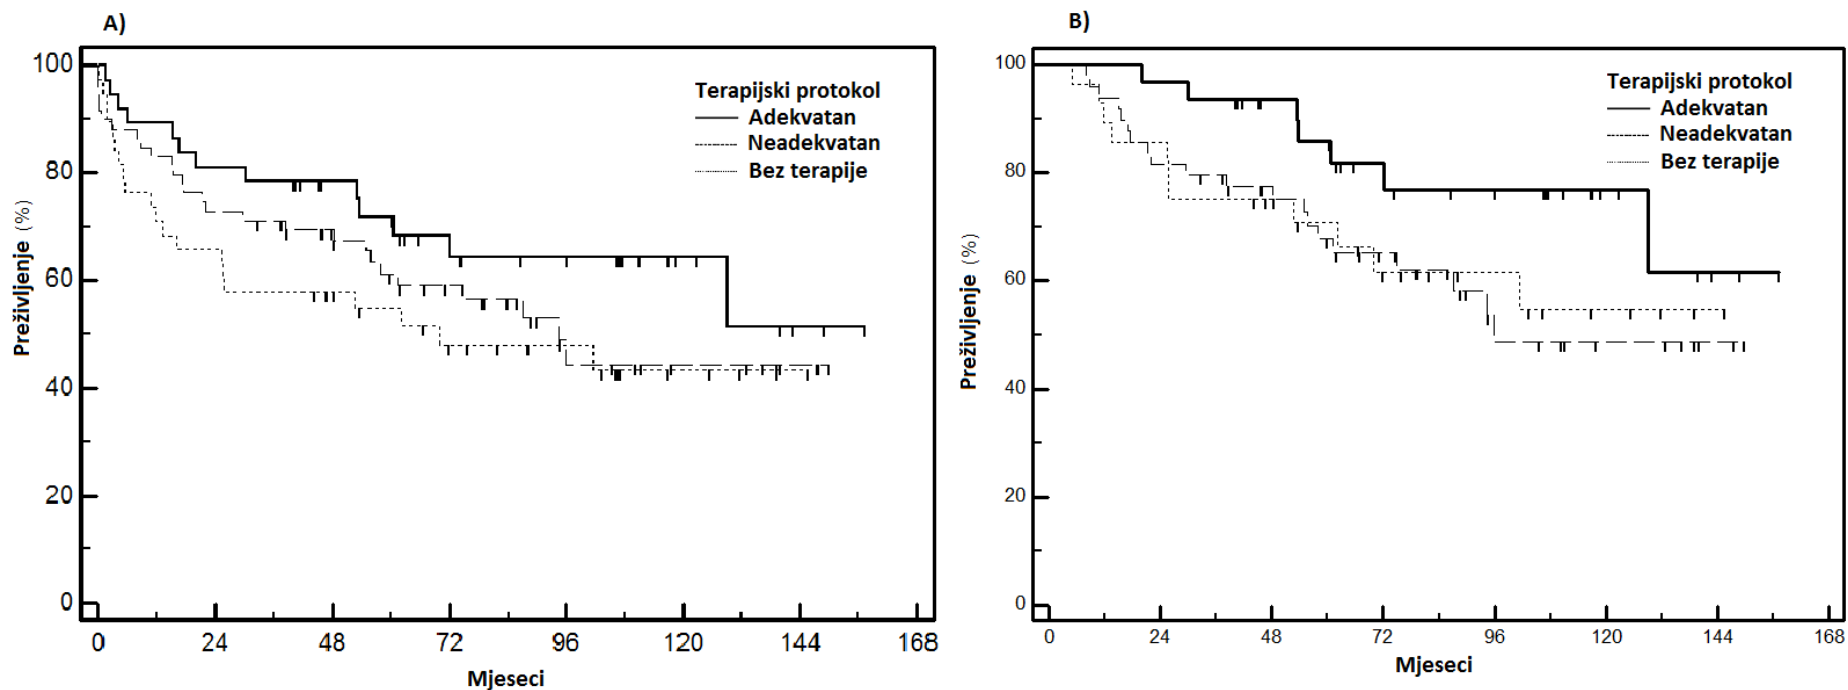 A)
Preživljenje (%)
100
80
60
40
20
0
Terapijski protokol
Adekvatan
Neadekvatan
Bez terapije
0 24 48 72 96 120 144 168
Mjeseci
B)
Preživljenje (%)
100
80
60
40
20
0
Terapijski protokol
Adekvatan
Neadekvatan
Bez terapije
0 24 48 72 96 120 144 168
Mjeseci